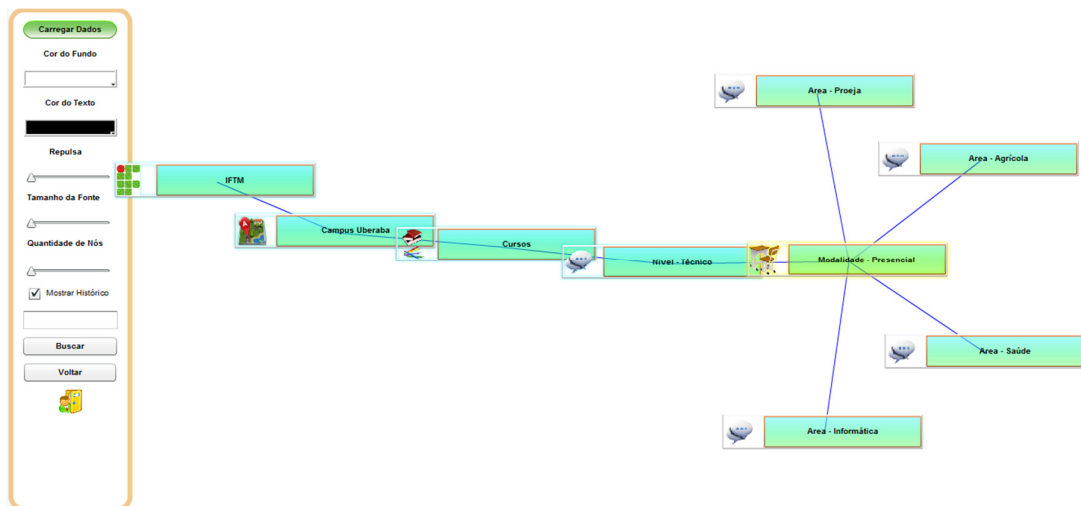 Carregar Dados
Cor do Fundo
Cor do Texto
Repulsa
Tamanho da Fonte
Quantidade de Nós
Mostrar Histórico
Buscar
Voltar
IFTM
Campus Uberaba
Cursos
Nível - Técnico
Modalidade - Presencial
Area - Proeja
Area - Agrícola
Area - Saúde
Area - Informática